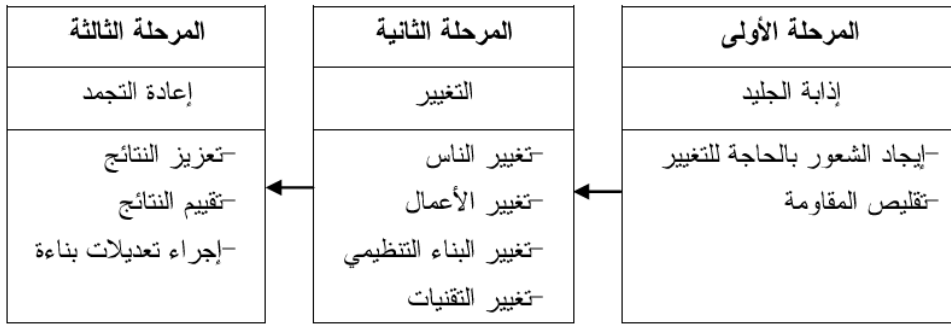 المرحلة الأولى
إذابة الجليد
-إيجاد الشعور بالحاجة للتغيير
-تقليص المقاومة
المرحلة الثانية
التغيير
-تغيير الناس
-تغيير الأعمال
-تغيير البناء التنظيمي
-تغيير التقنيات
المرحلة الثالثة
إعادة التجمد
-تعزيز النتائج
-تقييم النتائج
-إجراء تعديلات بناءة